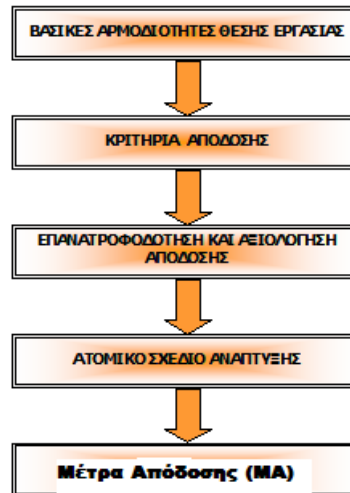 ΒΑΣΙΚΕΣ ΑΡΜΟΔΙΟΤΗΤΕΣ ΘΕΣΗΣ ΕΡΓΑΣΙΑΣ
ΚΡΙΤΗΡΙΑ ΑΠΟΔΟΣΗΣ
ΕΠΑΝΑΤΡΟΦΟΔΟΤΗΣΗ ΚΑΙ ΑΞΙΟΛΟΓΗΣΗ
ΑΠΟΔΟΣΗΣ
ΑΤΟΜΙΚΟ ΣΧΕΔΙΟ ΑΝΑΠΤΥΞΗΣ
Μέτρα Απόδοσης (ΜΑ)